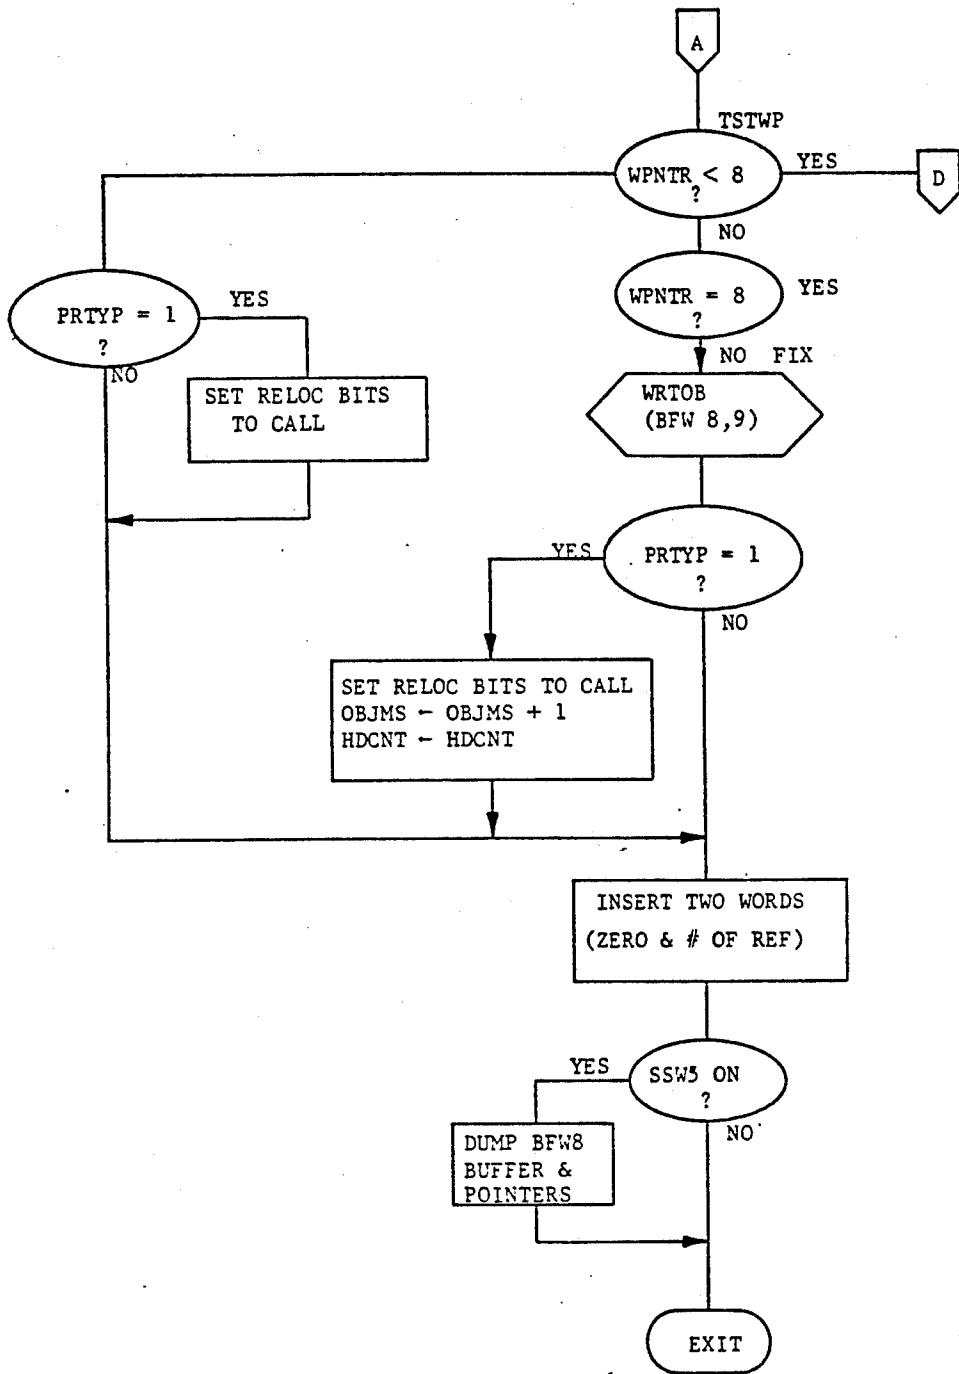 A
TSTWP
WPNTR < 8
?
YES
D
NO
WPNTR = 8
?
YES
NO FIX
PRTYP = 1
?
YES
NO
SET RELOC BITS
TO CALL
WRTOB
(BFW 8,9)
PRTYP = 1
?
YES
NO
SET RELOC BITS TO CALL
OBJMS ← OBJMS + 1
HDCNT ← HDCNT
INSERT TWO WORDS
(ZERO & # OF REF)
SSW5 ON
?
YES
NO
DUMP BFW8
BUFFER &
POINTERS
EXIT